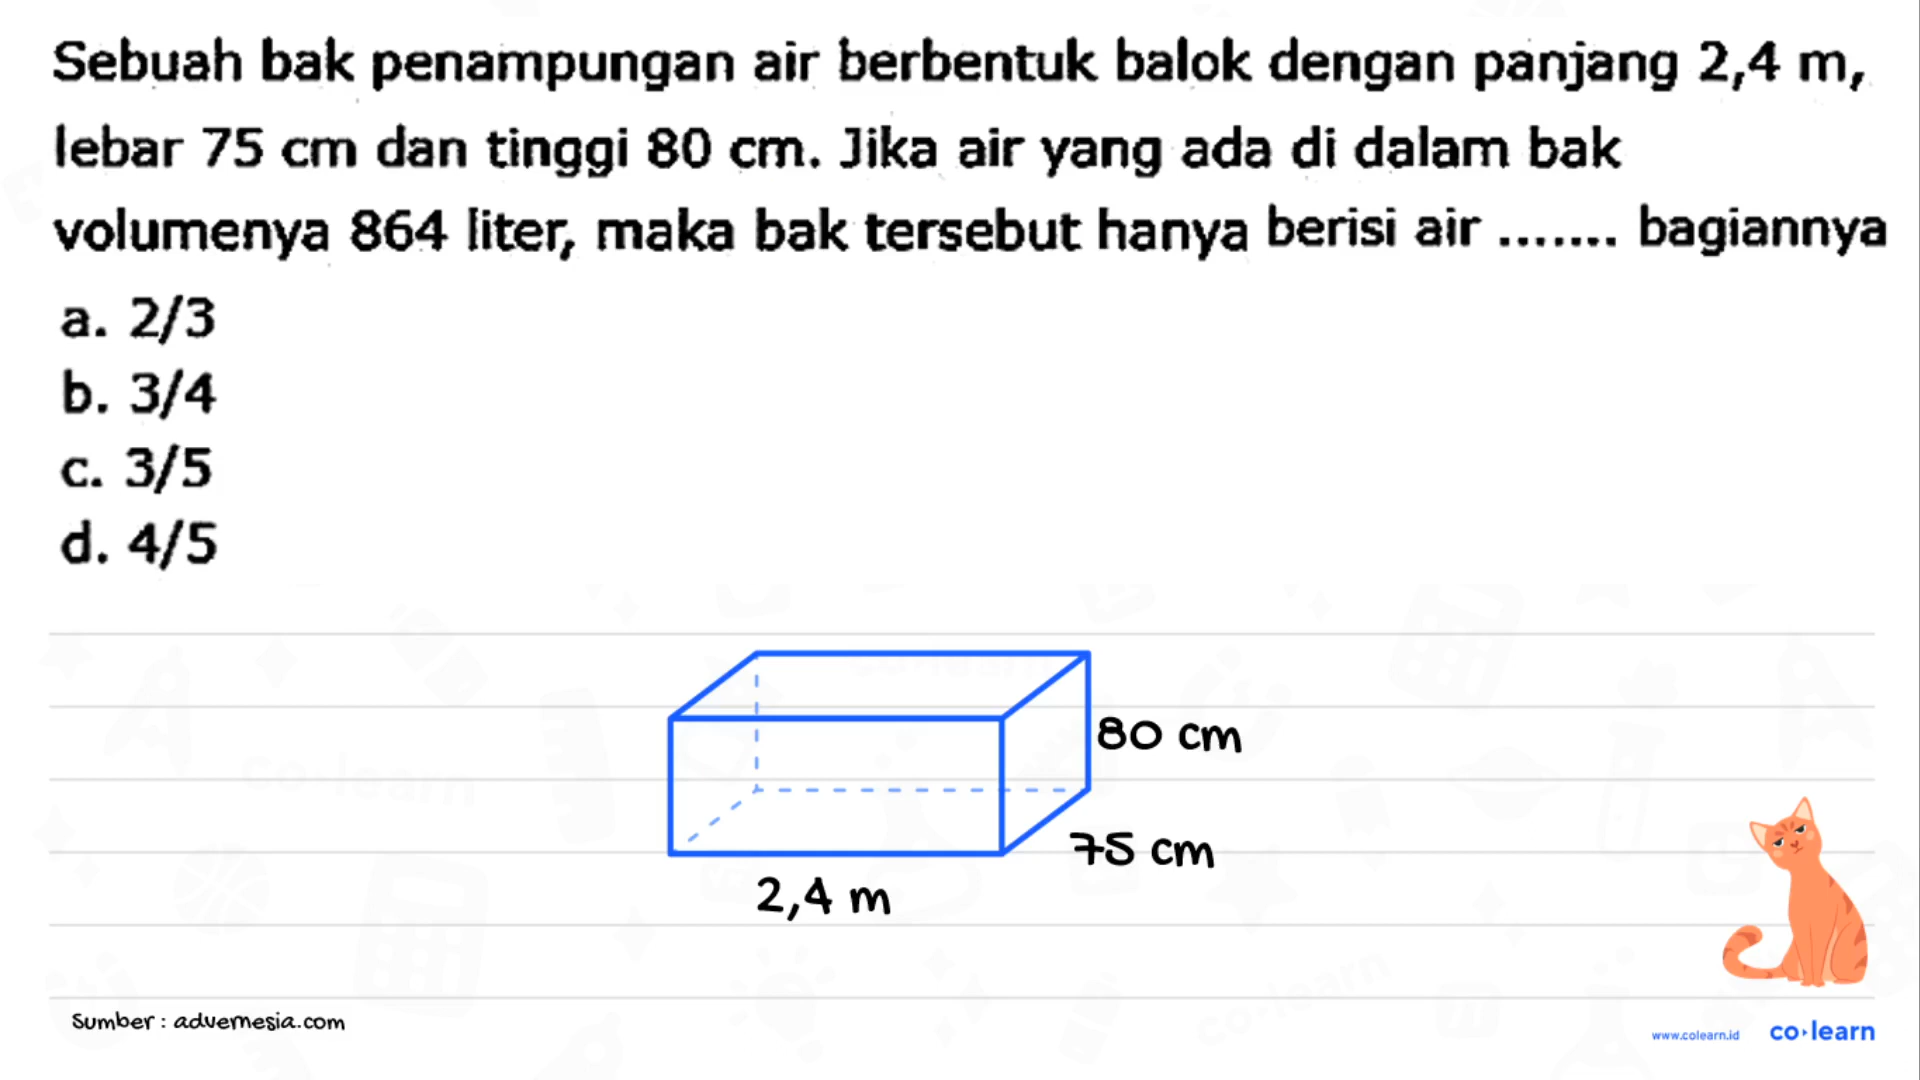 Sebuah bak penampungan air berbentuk balok dengan panjang 2,4 m,
lebar 75 cm dan tinggi 80 cm. Jika air yang ada di dalam bak
volumenya 864 liter, maka bak tersebut hanya berisi air ....... bagiannya
a. 2/3
b. 3/4
c. 3/5
d. 4/5
80 cm
75 cm
2,4 m
Sumber : advernesia.com
www.colearn.id co learn